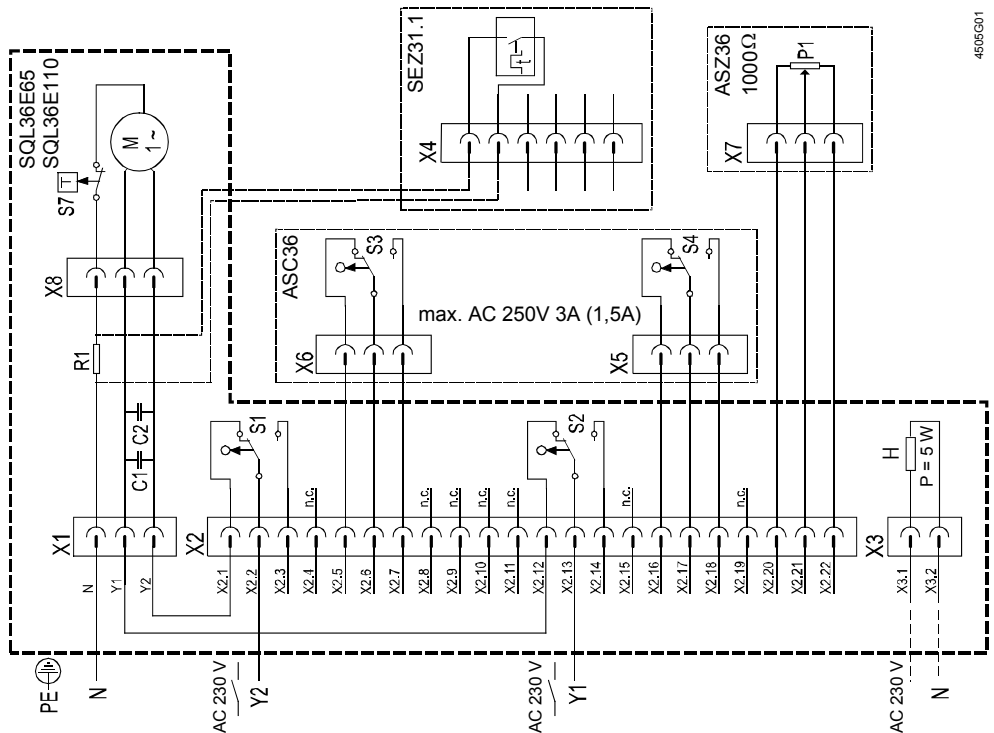 4505G01
SQL36E65
SQL36E110
M
1 ~
T
S7
X8
R1
C1
C2
SEZ31.1
t
X4
ASZ36
1000Ω
P1
X7
ASC36
S3
S4
max. AC 250V 3A (1,5A)
X6
X5
S1
S2
H
P = 5 W
X1
N
Y1
Y2
X2
X2.1
X2.2
X2.3
X2.4
n.c.
X2.5
X2.6
X2.7
X2.8
n.c.
X2.9
n.c.
X2.10
n.c.
X2.11
n.c.
X2.12
X2.13
X2.14
X2.15
n.c.
X2.16
X2.17
X2.18
X2.19
n.c.
X2.20
X2.21
X2.22
X3
X3.1
X3.2
PE
N
AC 230 V
Y2
AC 230 V
Y1
AC 230 V
N